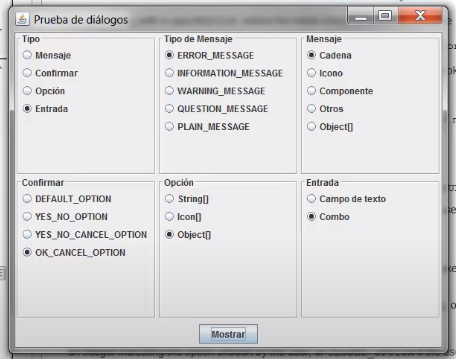 Prueba de diálogos
Tipo
Mensaje
Confirmar
Opción
Entrada
Tipo de Mensaje
ERROR_MESSAGE
INFORMATION_MESSAGE
WARNING_MESSAGE
QUESTION_MESSAGE
PLAIN_MESSAGE
Mensaje
Cadena
Icono
Componente
Otros
Object[]
Confirmar
DEFAULT_OPTION
YES_NO_OPTION
YES_NO_CANCEL_OPTION
OK_CANCEL_OPTION
Opción
String[]
Icon[]
Object[]
Entrada
Campo de texto
Combo
Mostrar